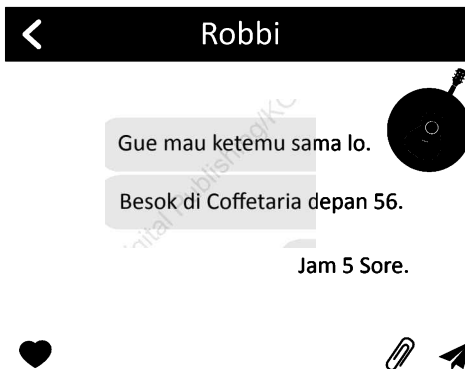 Robbi
Gue mau ketemu sama lo.
Besok di Coffetaria depan 56.
Jam 5 Sore.